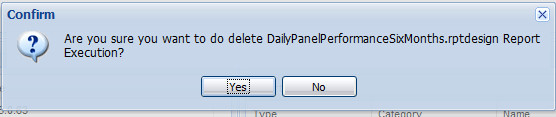 Confirm
Are you sure you want to do delete DailyPanelPerformanceSixMonths.rptdesign Report
Execution?
Yes No
Type Category Name